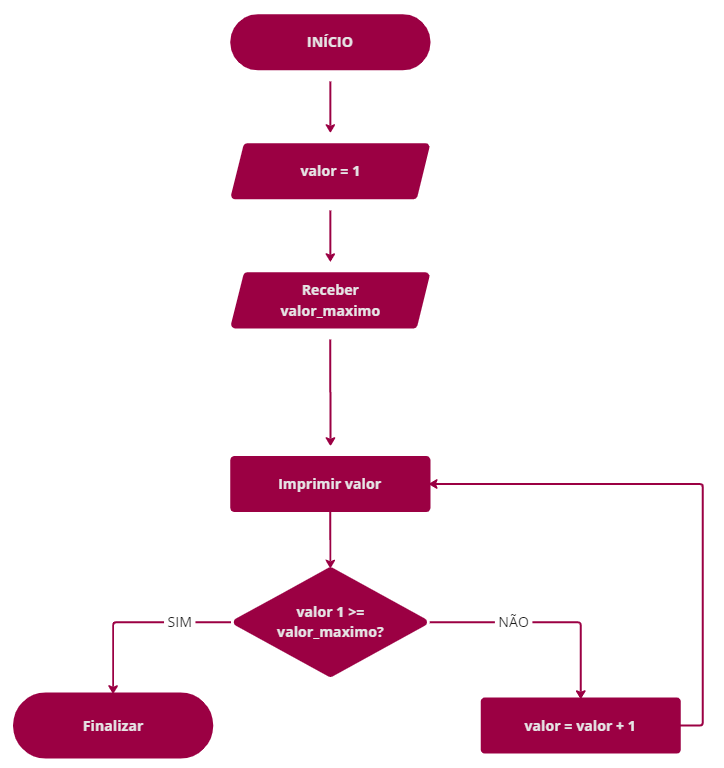 INÍCIO
valor = 1
Receber
valor_maximo
Imprimir valor
valor 1 >=
valor_maximo?
SIM
NÃO
Finalizar
valor = valor + 1